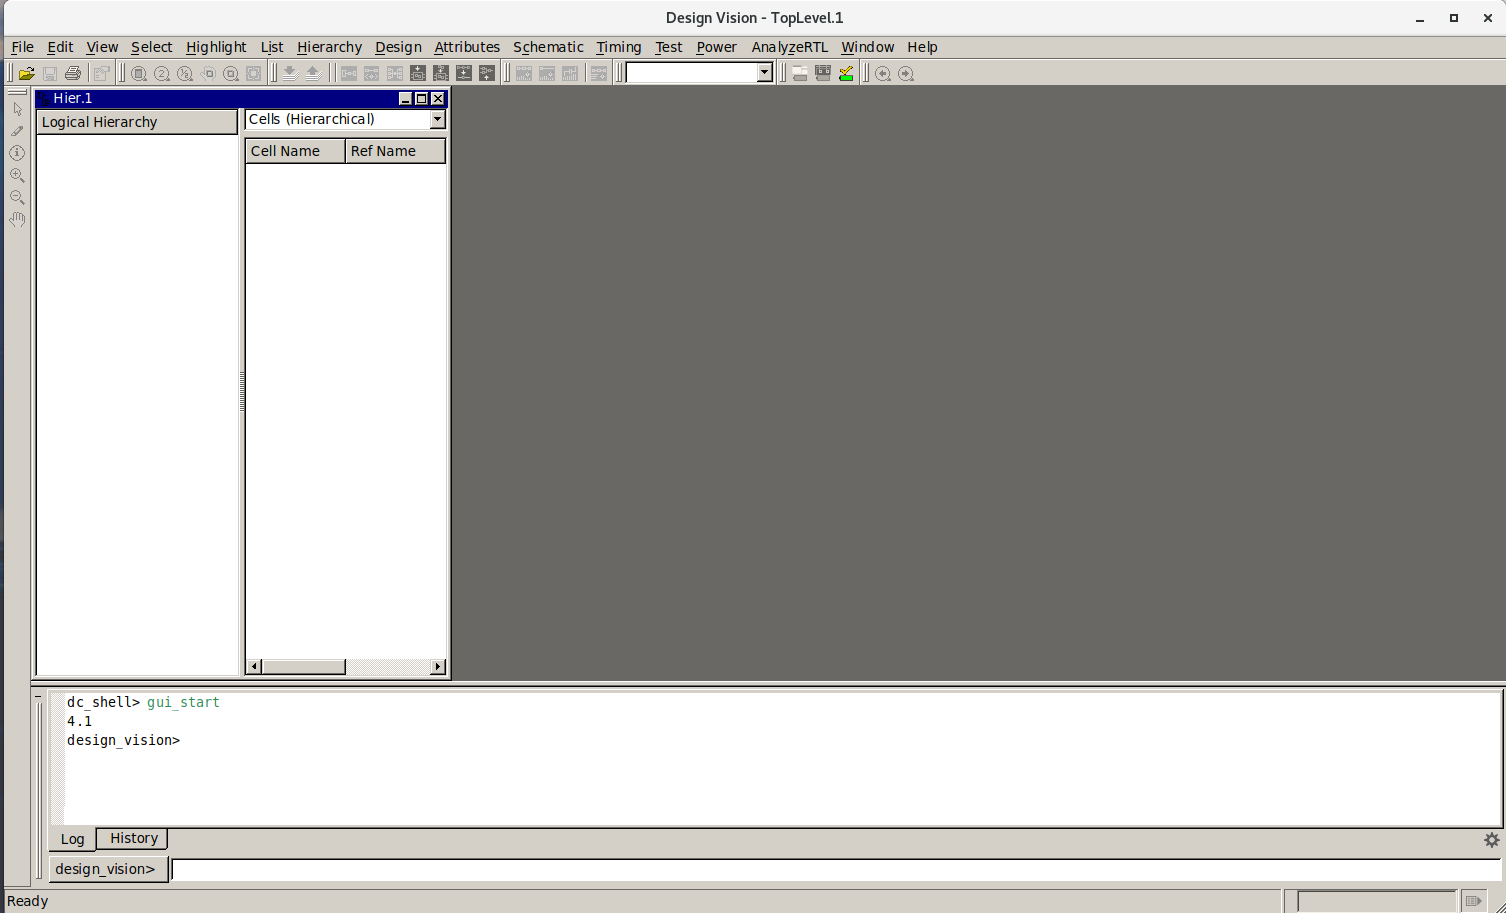 Design Vision - TopLevel.1
File Edit View Select Highlight List Hierarchy Design Attributes Schematic Timing Test Power AnalyzeRTL Window Help
Hier.1
Logical Hierarchy
Cells (Hierarchical)
Cell Name Ref Name
dc_shell> gui_start
4.1
design_vision>
Log History
design_vision>
Ready